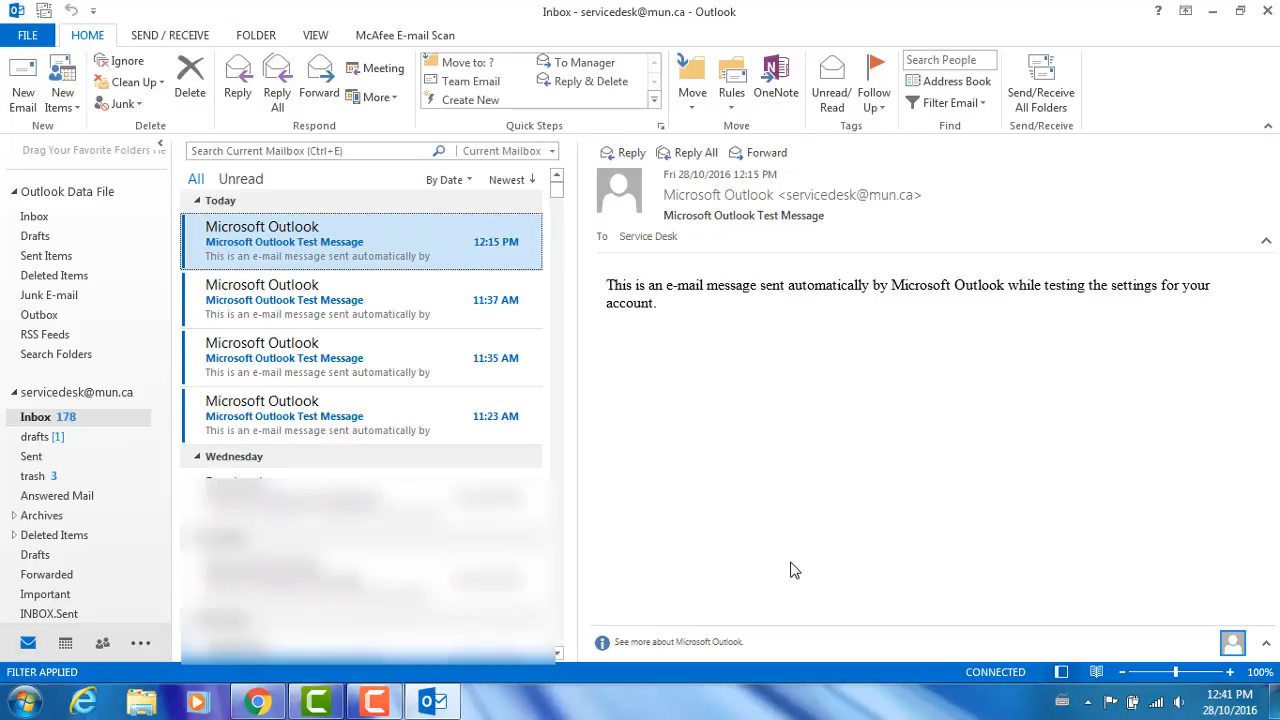 Inbox - servicedesk@mun.ca - Outlook
FILE HOME SEND / RECEIVE FOLDER VIEW McAfee E-mail Scan
New Email
New Items
New
Ignore
Clean Up
Junk
Delete
Delete
Reply
Reply All
Forward
Meeting
More
Respond
Move to: ?
Team Email
Create New
To Manager
Reply & Delete
Quick Steps
Move
Rules
OneNote
Move
Unread/ Read
Follow Up
Tags
Search People
Address Book
Filter Email
Find
Send/Receive All Folders
Send/Receive
Drag Your Favorite Folders
Outlook Data File
Inbox
Drafts
Sent Items
Deleted Items
Junk E-mail
Outbox
RSS Feeds
Search Folders
servicedesk@mun.ca
Inbox 178
drafts [1]
Sent
trash 3
Answered Mail
Archives
Deleted Items
Drafts
Forwarded
Important
INBOX.Sent
Search Current Mailbox (Ctrl+E) Current Mailbox
All Unread By Date Newest
Today
Microsoft Outlook
Microsoft Outlook Test Message 12:15 PM
This is an e-mail message sent automatically by
Microsoft Outlook
Microsoft Outlook Test Message 11:37 AM
This is an e-mail message sent automatically by
Microsoft Outlook
Microsoft Outlook Test Message 11:35 AM
This is an e-mail message sent automatically by
Microsoft Outlook
Microsoft Outlook Test Message 11:23 AM
This is an e-mail message sent automatically by
Wednesday
Reply Reply All Forward
Fri 28/10/2016 12:15 PM
Microsoft Outlook <servicedesk@mun.ca>
Microsoft Outlook Test Message
To Service Desk
This is an e-mail message sent automatically by Microsoft Outlook while testing the settings for your
account.
See more about Microsoft Outlook.
FILTER APPLIED CONNECTED 100%
12:41 PM
28/10/2016